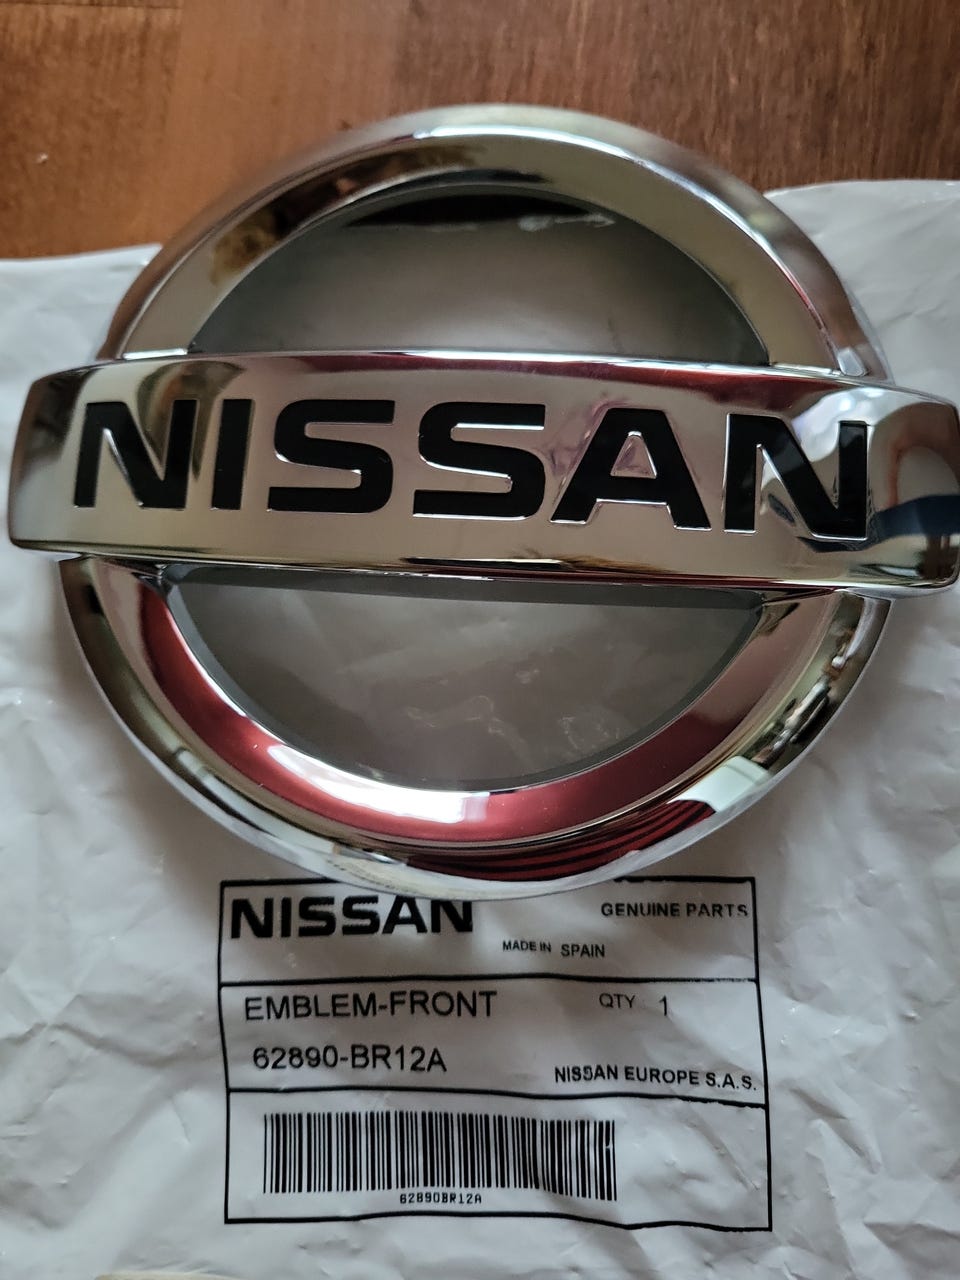 NISSAN
NISSAN GENUINE PARTS
MADE IN SPAIN
EMBLEM-FRONT QTY 1
62890-BR12A
NISSAN EUROPE S.A.S.
62890BR12A